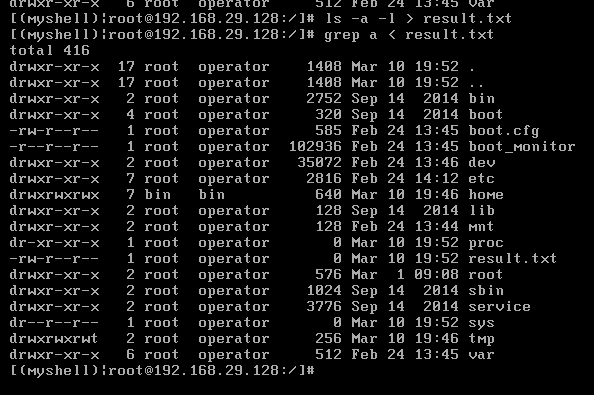 drwxr-xr-x   6 root  operator      512 Feb 24 13:45 var
[(myshell)|root@192.168.29.128:/]# ls -a -l > result.txt
[(myshell)|root@192.168.29.128:/]# grep a < result.txt
total 416
drwxr-xr-x  17 root  operator     1408 Mar 10 19:52 .
drwxr-xr-x  17 root  operator     1408 Mar 10 19:52 ..
drwxr-xr-x   2 root  operator     2752 Sep 14  2014 bin
drwxr-xr-x   4 root  operator      320 Sep 14  2014 boot
-rw-r--r--   1 root  operator      585 Feb 24 13:45 boot.cfg
-r--r--r--   1 root  operator   102936 Feb 24 13:45 boot_monitor
drwxr-xr-x   2 root  operator    35072 Feb 24 13:46 dev
drwxr-xr-x   7 root  operator     2816 Feb 24 14:12 etc
drwxrwxrwx   7 bin   bin           640 Mar 10 19:46 home
drwxr-xr-x   2 root  operator      128 Sep 14  2014 lib
drwxr-xr-x   2 root  operator      128 Feb 24 13:44 mnt
dr-xr-xr-x   1 root  operator        0 Mar 10 19:52 proc
-rw-r--r--   1 root  operator        0 Mar 10 19:52 result.txt
drwxr-xr-x   2 root  operator      576 Mar  1 09:08 root
drwxr-xr-x   2 root  operator     1024 Sep 14  2014 sbin
drwxr-xr-x   2 root  operator     3776 Sep 14  2014 service
dr--r--r--   1 root  operator        0 Mar 10 19:52 sys
drwxrwxrwt   2 root  operator      256 Mar 10 19:46 tmp
drwxr-xr-x   6 root  operator      512 Feb 24 13:45 var
[(myshell)|root@192.168.29.128:/]#